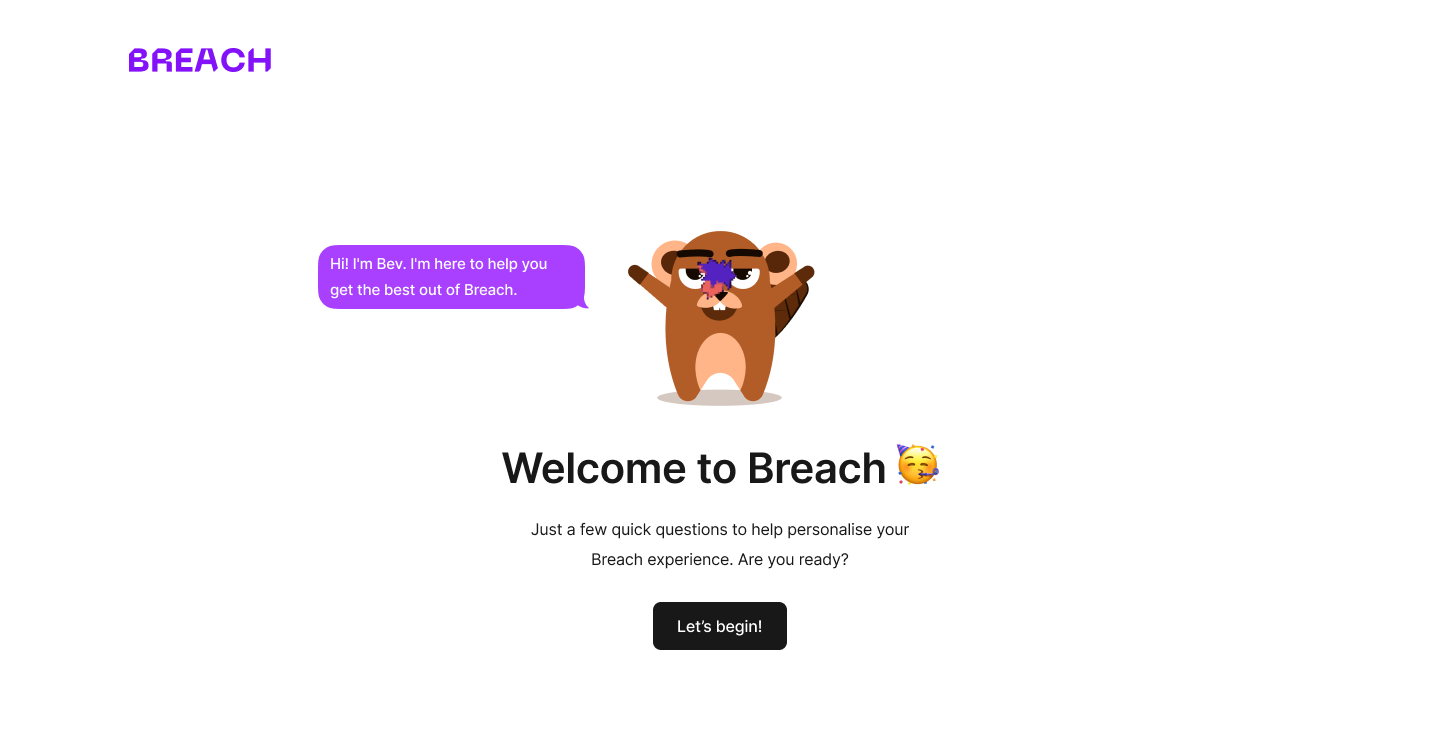 BREACH
Hi! I'm Bev. I'm here to help you
get the best out of Breach.
Welcome to Breach 🥳
Just a few quick questions to help personalise your
Breach experience. Are you ready?
Let’s begin!